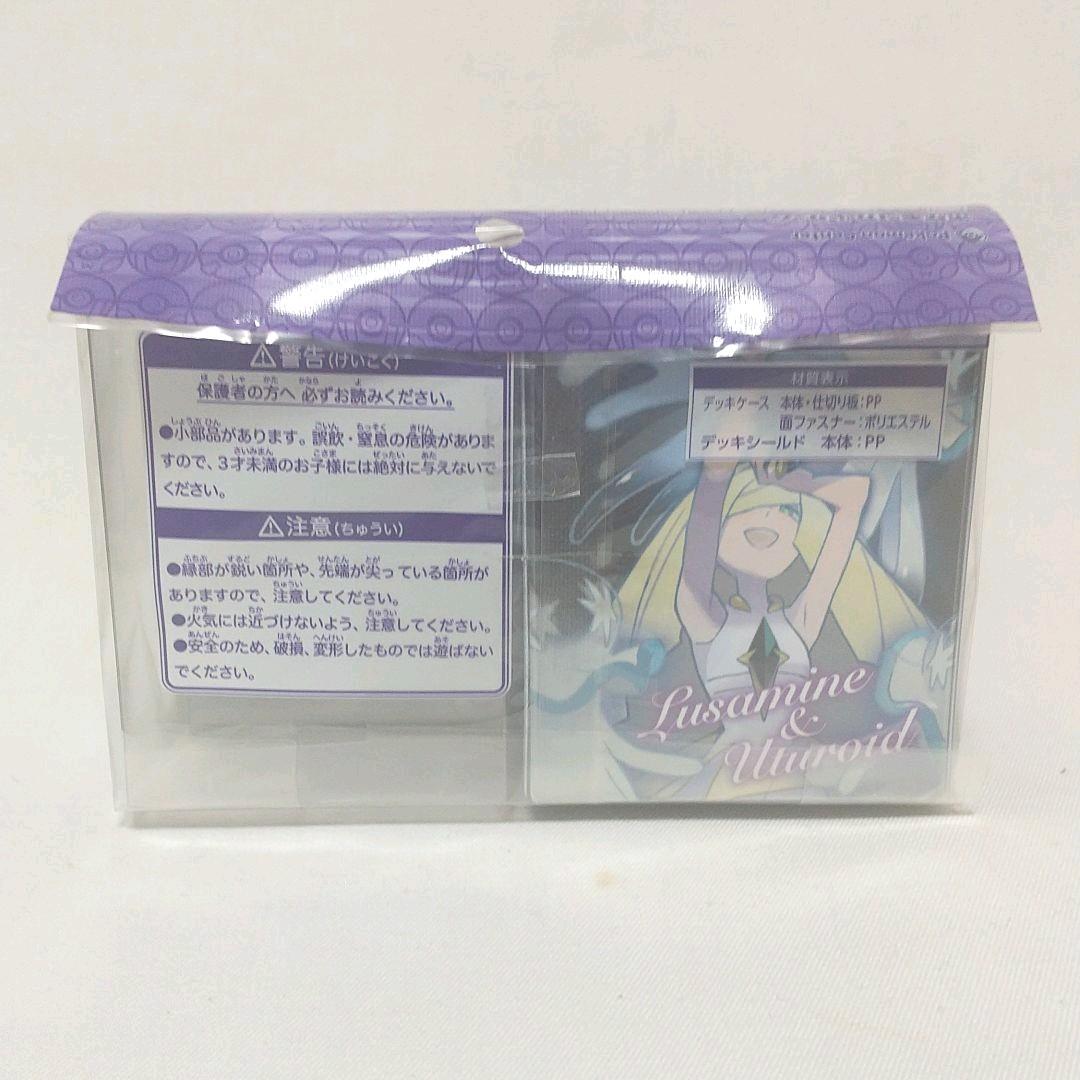 ⚠警告(けいこく)
保護者の方へ 必ずお読みください。
●小部品があります。誤飲・窒息の危険がありま
すので、3才未満のお子様には絶対に与えないで
ください。
⚠注意(ちゅうい)
●縁部が鋭い箇所や、先端が尖っている箇所が
ありますので、注意してください。
●火気には近づけないよう、注意してください。
●安全のため、破損、変形したものでは遊ばない
でください。
材質表示
デッキケース 本体・仕切り板:PP
面ファスナー:ポリエステル
デッキシールド 本体:PP
Lusamine
&
Uturoid